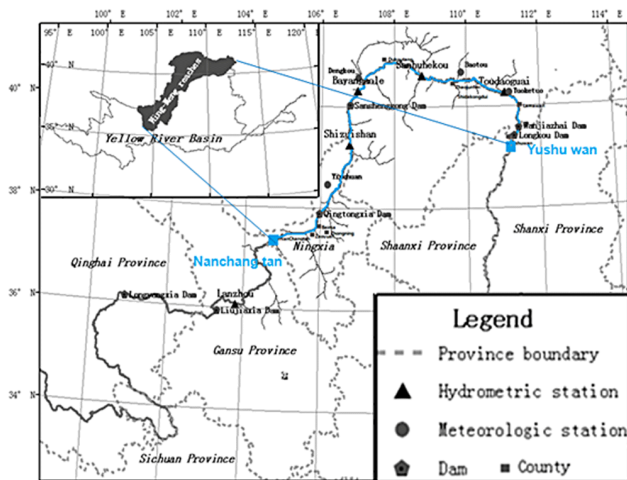 95° E
100° E
105° E
110° E
115° E
40° N
35° N
30° N
Ning-Meng reaches
Yellow River Basin
104° E
106° E
108° E
110° E
112° E
114° E
40° N
38° N
36° N
34° N
Dengkou
Bayangaole
Sanhuhekou
Baotou
Toudaoguai
Sanshenggong Dam
Wanjiazhai Dam
Longkou Dam
Yushu wan
Shizuishan
Yinchuan
Qingtongxia Dam
Nanchang tan
Ningxia
Shaanxi Province
Shanxi Province
Qinghai Province
Longyangxia Dam
Lanzhou
Liujiaxia Dam
Gansu Province
Sichuan Province
Legend
Province boundary
Hydrometric station
Meteorologic station
Dam
County